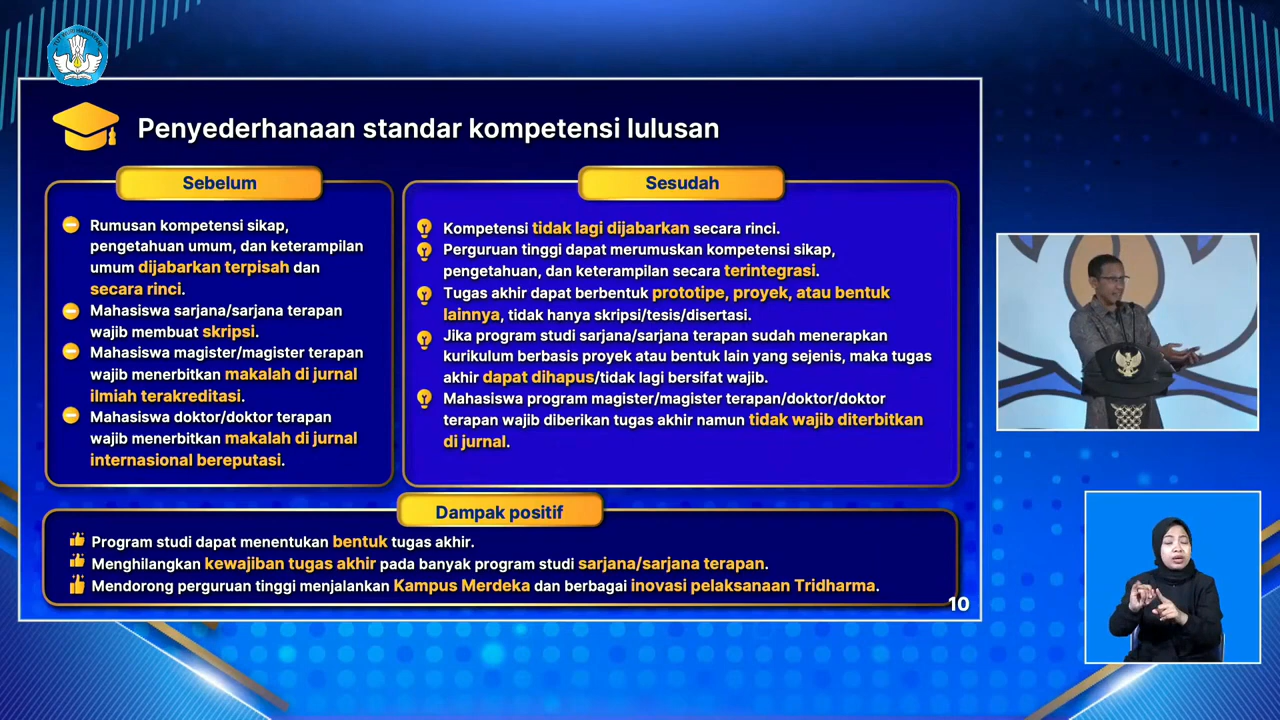 Penyederhanaan standar kompetensi lulusan
Sebelum
Rumusan kompetensi sikap,
pengetahuan umum, dan keterampilan
umum dijabarkan terpisah dan
secara rinci.
Mahasiswa sarjana/sarjana terapan
wajib membuat skripsi.
Mahasiswa magister/magister terapan
wajib menerbitkan makalah di jurnal
ilmiah terakreditasi.
Mahasiswa doktor/doktor terapan
wajib menerbitkan makalah di jurnal
internasional bereputasi.
Sesudah
Kompetensi tidak lagi dijabarkan secara rinci.
Perguruan tinggi dapat merumuskan kompetensi sikap,
pengetahuan, dan keterampilan secara terintegrasi.
Tugas akhir dapat berbentuk prototipe, proyek, atau bentuk
lainnya, tidak hanya skripsi/tesis/disertasi.
Jika program studi sarjana/sarjana terapan sudah menerapkan
kurikulum berbasis proyek atau bentuk lain yang sejenis, maka tugas
akhir dapat dihapus/tidak lagi bersifat wajib.
Mahasiswa program magister/magister terapan/doktor/doktor
terapan wajib diberikan tugas akhir namun tidak wajib diterbitkan
di jurnal.
Dampak positif
Program studi dapat menentukan bentuk tugas akhir.
Menghilangkan kewajiban tugas akhir pada banyak program studi sarjana/sarjana terapan.
Mendorong perguruan tinggi menjalankan Kampus Merdeka dan berbagai inovasi pelaksanaan Tridharma.
10